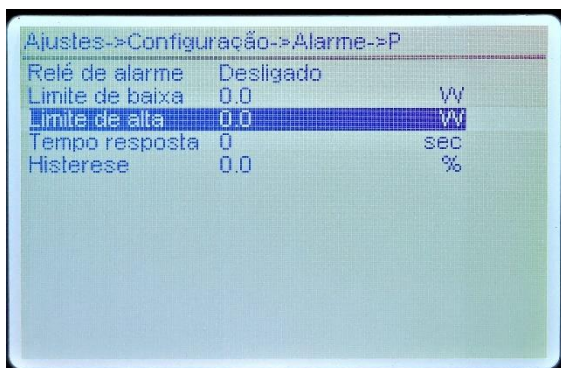 Ajustes->Configuração->Alarme->P
Relé de alarme Desligado
Limite de baixa 0.0 W
Limite de alta 0.0 W
Tempo resposta 0 sec
Histerese 0.0 %